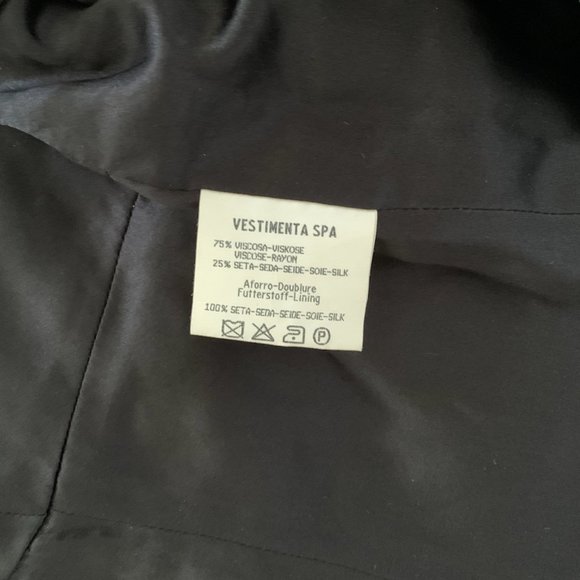 VESTIMENTA SPA
75% VISCOSA-VISKOSE
VISCOSE-RAYON
25% SETA-SEDA-SEIDE-SOIE-SILK
Aforro-Doublure
Futterstoff-Lining
100% SETA-SEDA-SEIDE-SOIE-SILK
P